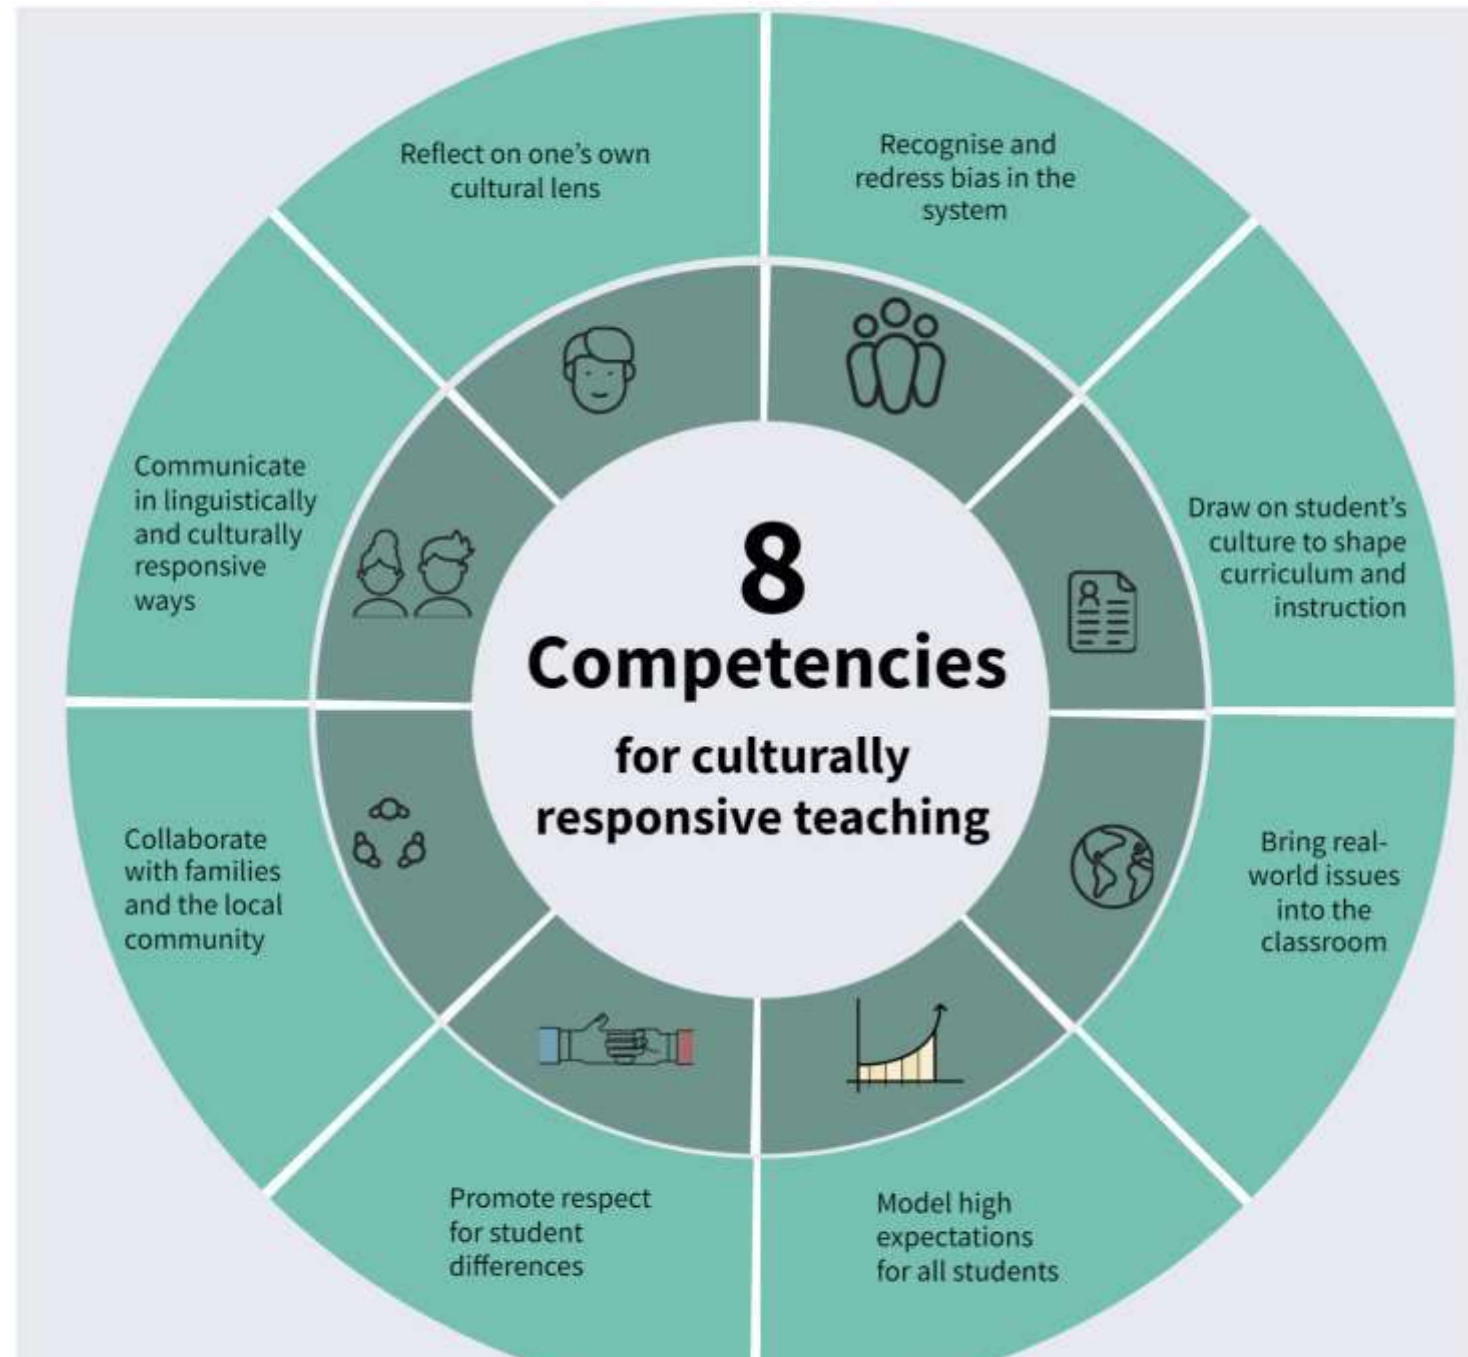 Reflect on one's own
cultural lens
Recognise and
redress bias in the
system
Draw on student's
culture to shape
curriculum and
instruction
Bring real-
world issues
into the
classroom
Model high
expectations
for all students
Promote respect
for student
differences
Collaborate
with families
and the local
community
Communicate
in linguistically
and culturally
responsive
ways
8
Competencies
for culturally
responsive teaching